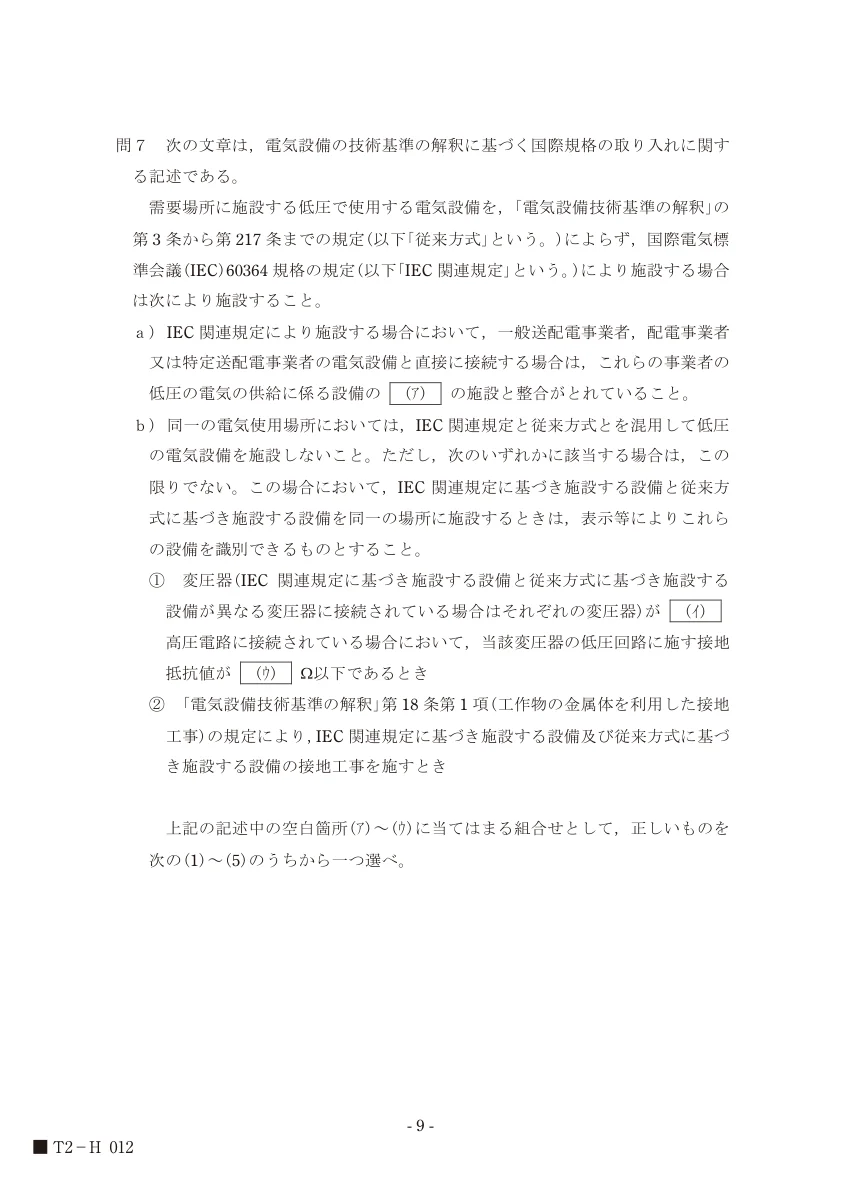 問７　次の文章は，電気設備の技術基準の解釈に基づく国際規格の取り入れに関す
る記述である。
需要場所に施設する低圧で使用する電気設備を，｢電気設備技術基準の解釈｣の
第 3 条から第 217 条までの規定(以下｢従来方式｣という。)によらず，国際電気標
準会議(IEC)60364 規格の規定(以下｢IEC 関連規定｣という。)により施設する場合
は次により施設すること。
ａ） IEC 関連規定により施設する場合において，一般送配電事業者，配電事業者
又は特定送配電事業者の電気設備と直接に接続する場合は，これらの事業者の
低圧の電気の供給に係る設備の (ｱ) の施設と整合がとれていること。
ｂ） 同一の電気使用場所においては，IEC 関連規定と従来方式とを混用して低圧
の電気設備を施設しないこと。ただし，次のいずれかに該当する場合は，この
限りでない。この場合において，IEC 関連規定に基づき施設する設備と従来方
式に基づき施設する設備を同一の場所に施設するときは，表示等によりこれら
の設備を識別できるものとすること。
① 変圧器(IEC 関連規定に基づき施設する設備と従来方式に基づき施設する
設備が異なる変圧器に接続されている場合はそれぞれの変圧器)が (ｲ)
高圧電路に接続されている場合において，当該変圧器の低圧回路に施す接地
抵抗値が (ｳ) Ω以下であるとき
② ｢電気設備技術基準の解釈｣第 18 条第 1 項(工作物の金属体を利用した接地
工事)の規定により，IEC 関連規定に基づき施設する設備及び従来方式に基づ
き施設する設備の接地工事を施すとき
上記の記述中の空白箇所(ｱ)～(ｳ)に当てはまる組合せとして，正しいものを
次の(1)～(5)のうちから一つ選べ。
- 9 -
■ T2－H 012